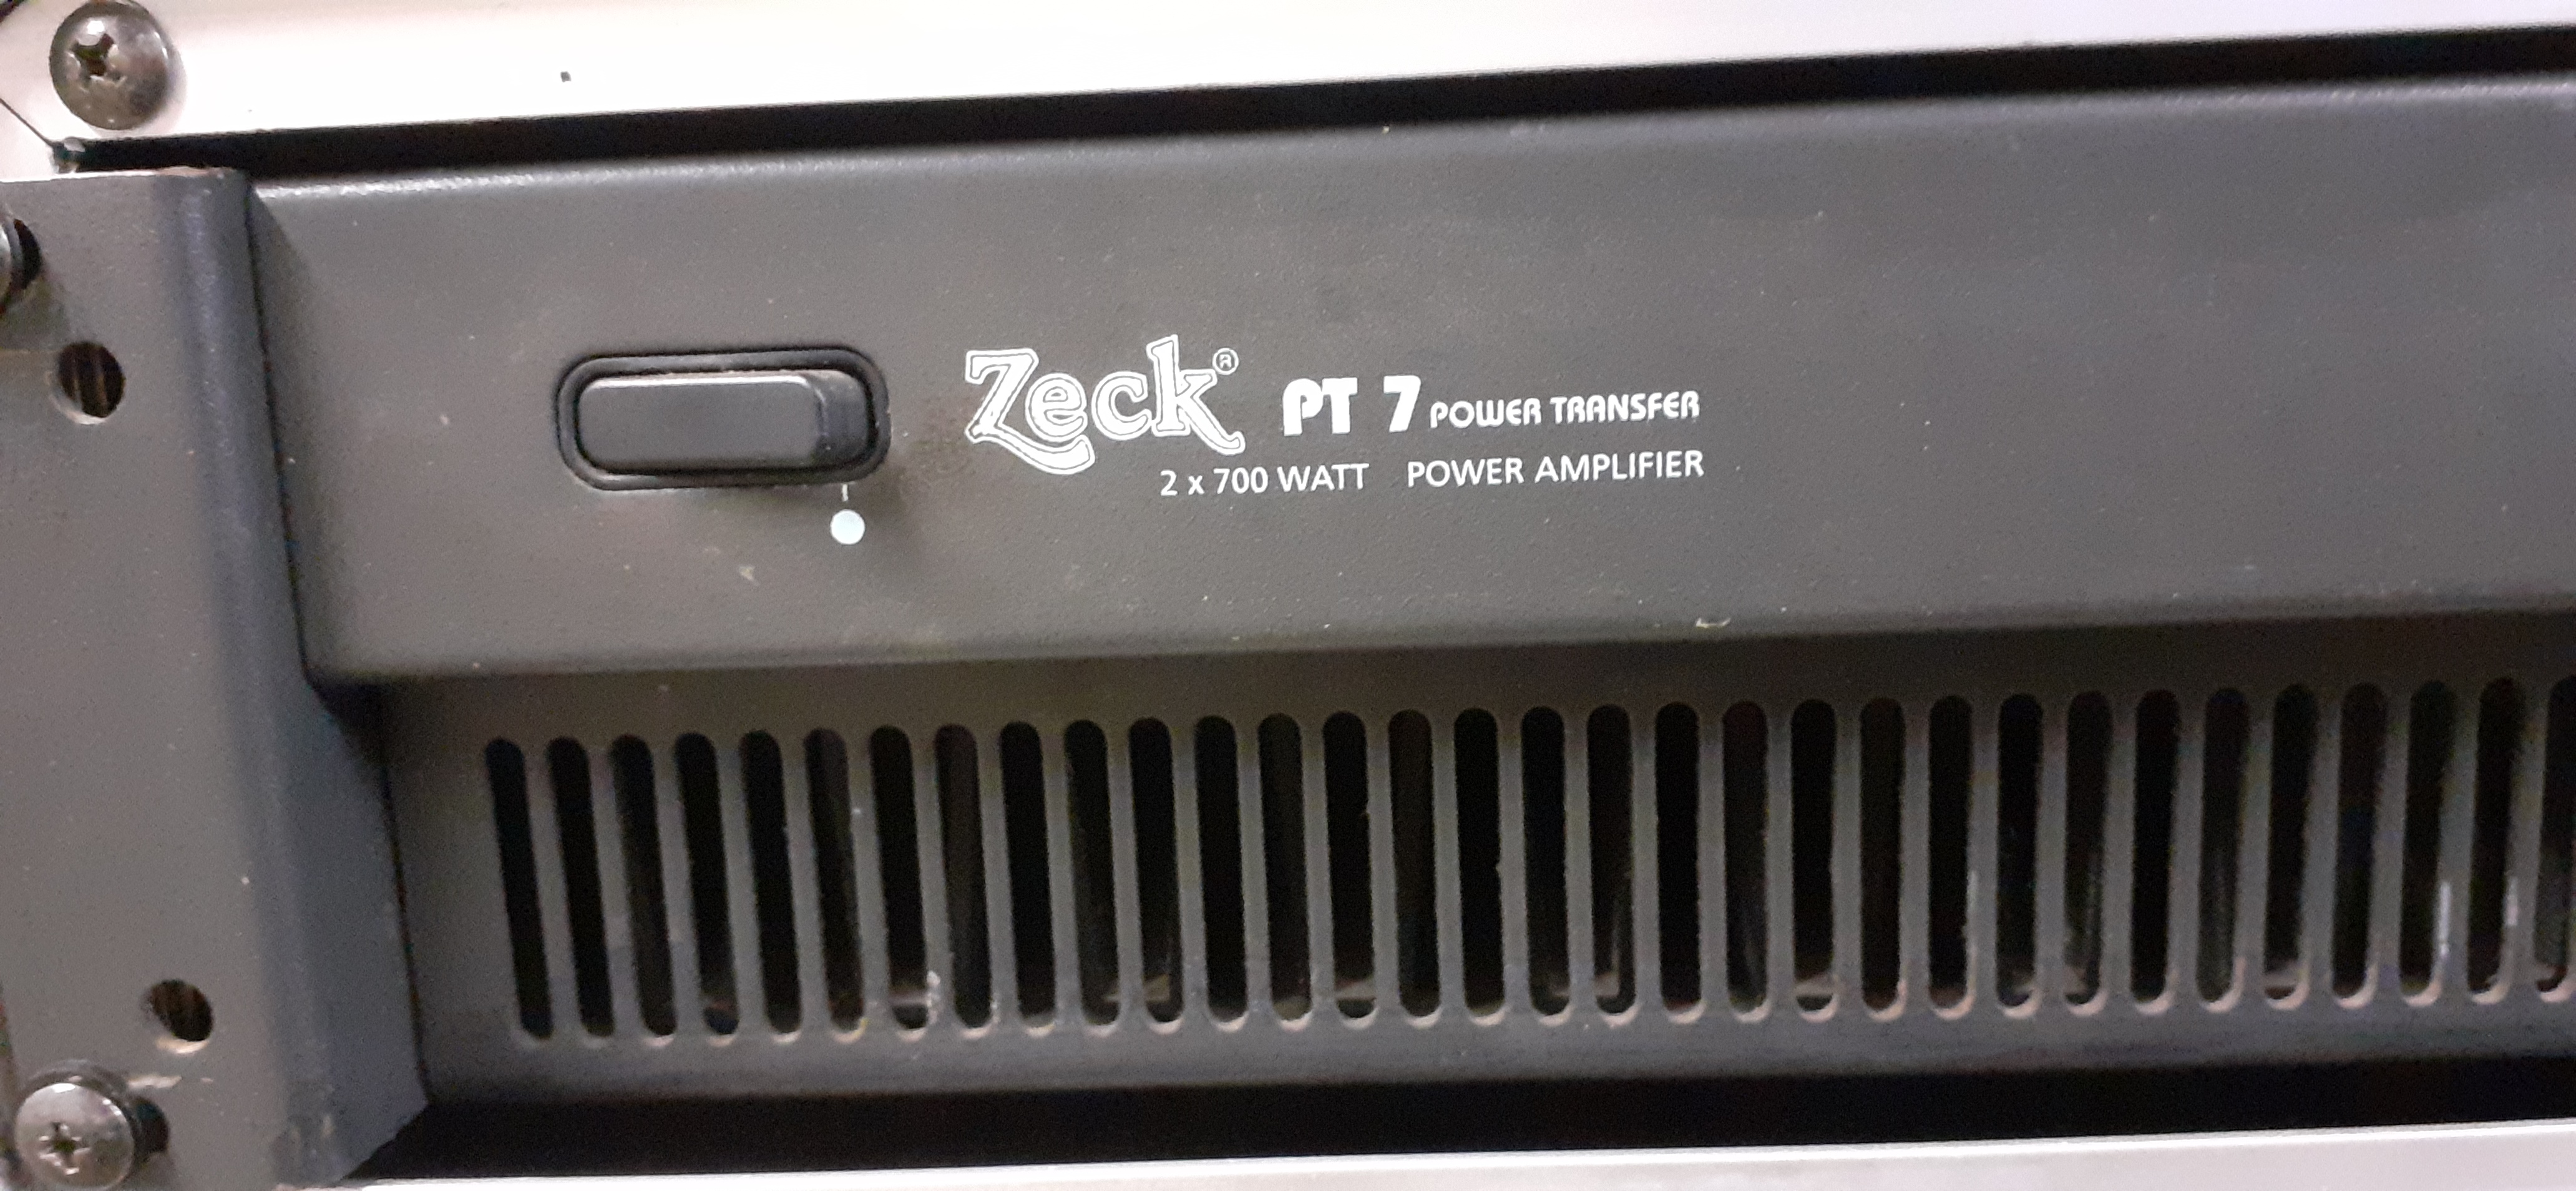 Zeck® PT 7 POWER TRANSFER
2 x 700 WATT POWER AMPLIFIER